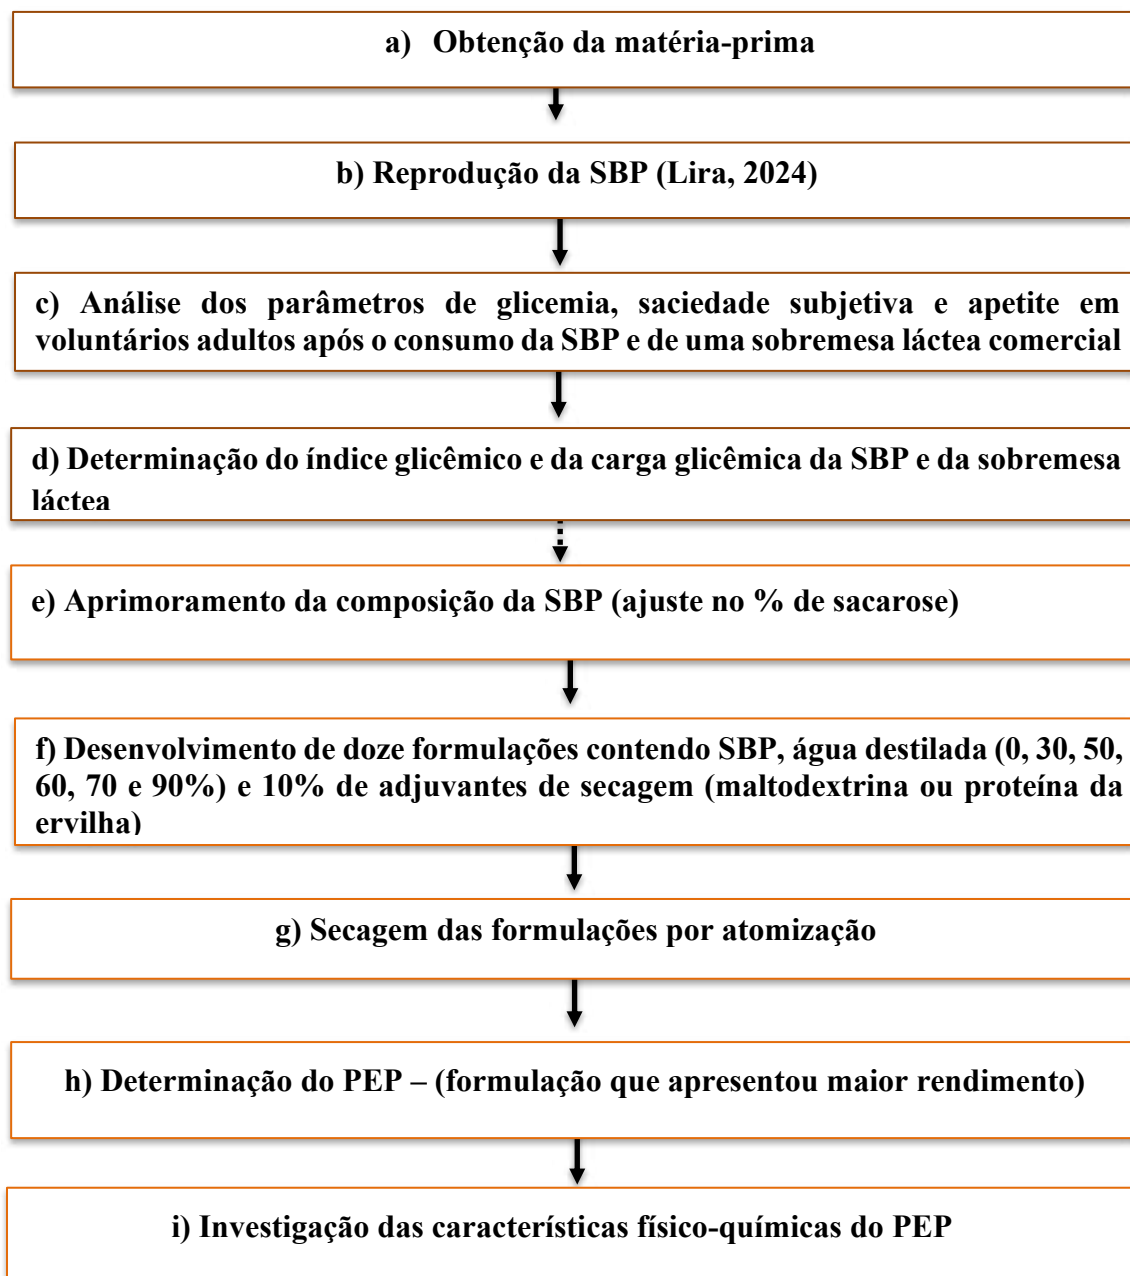 a) Obtenção da matéria-prima
b) Reprodução da SBP (Lira, 2024)
c) Análise dos parâmetros de glicemia, saciedade subjetiva e apetite em
voluntários adultos após o consumo da SBP e de uma sobremesa láctea comercial
d) Determinação do índice glicêmico e da carga glicêmica da SBP e da sobremesa
láctea
e) Aprimoramento da composição da SBP (ajuste no % de sacarose)
f) Desenvolvimento de doze formulações contendo SBP, água destilada (0, 30, 50,
60, 70 e 90%) e 10% de adjuvantes de secagem (maltodextrina ou proteína da
ervilha)
g) Secagem das formulações por atomização
h) Determinação do PEP – (formulação que apresentou maior rendimento)
i) Investigação das características físico-químicas do PEP